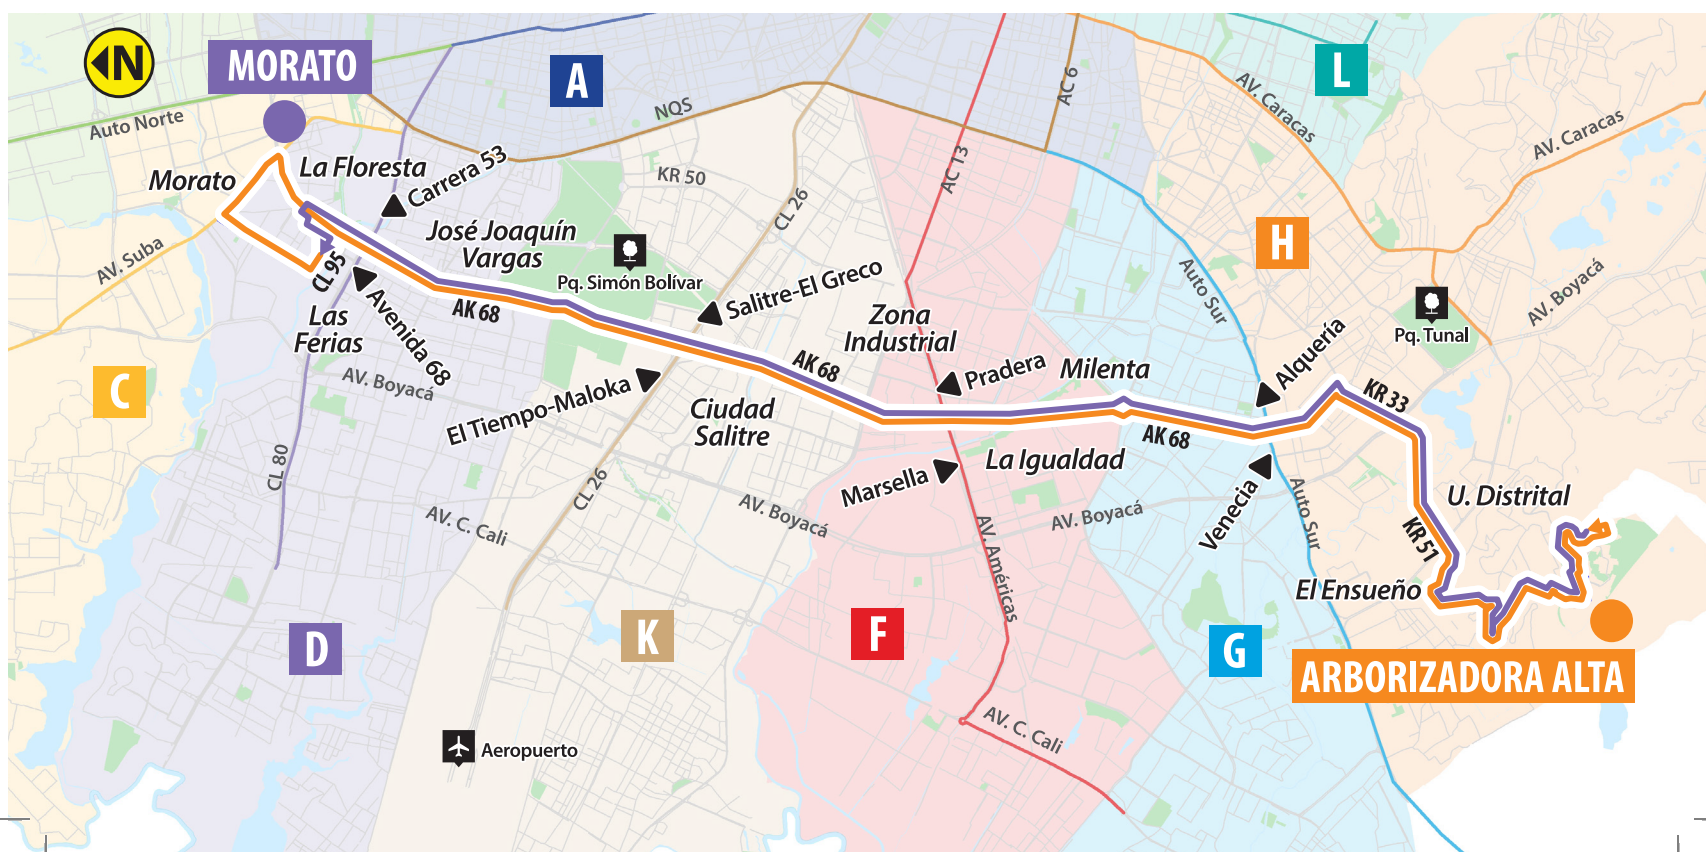 N
MORATO
A
L
Auto Norte
NQS
AC 6
AV. Caracas
AV. Caracas
Morato
La Floresta
Carrera 53
KR 50
CL 26
AC 13
AV. Suba
José Joaquín
Vargas
Pq. Simón Bolívar
Salitre-El Greco
H
Auto Sur
AV. Boyacá
CL 95
Las
Ferias
Avenida 68
AK 68
Zona
Industrial
Pq. Tunal
C
AV. Boyacá
El Tiempo-Maloka
AK 68
Ciudad
Salitre
Pradera
Milenta
Alquería
KR 33
AK 68
CL 80
CL 26
AV. C. Cali
AV. Boyacá
Marsella
La Igualdad
AV. Boyacá
Venecia
Auto Sur
KR 51
U. Distrital
AV. Américas
El Ensueño
D
K
F
G
ARBORIZADORA ALTA
AV. C. Cali
Aeropuerto